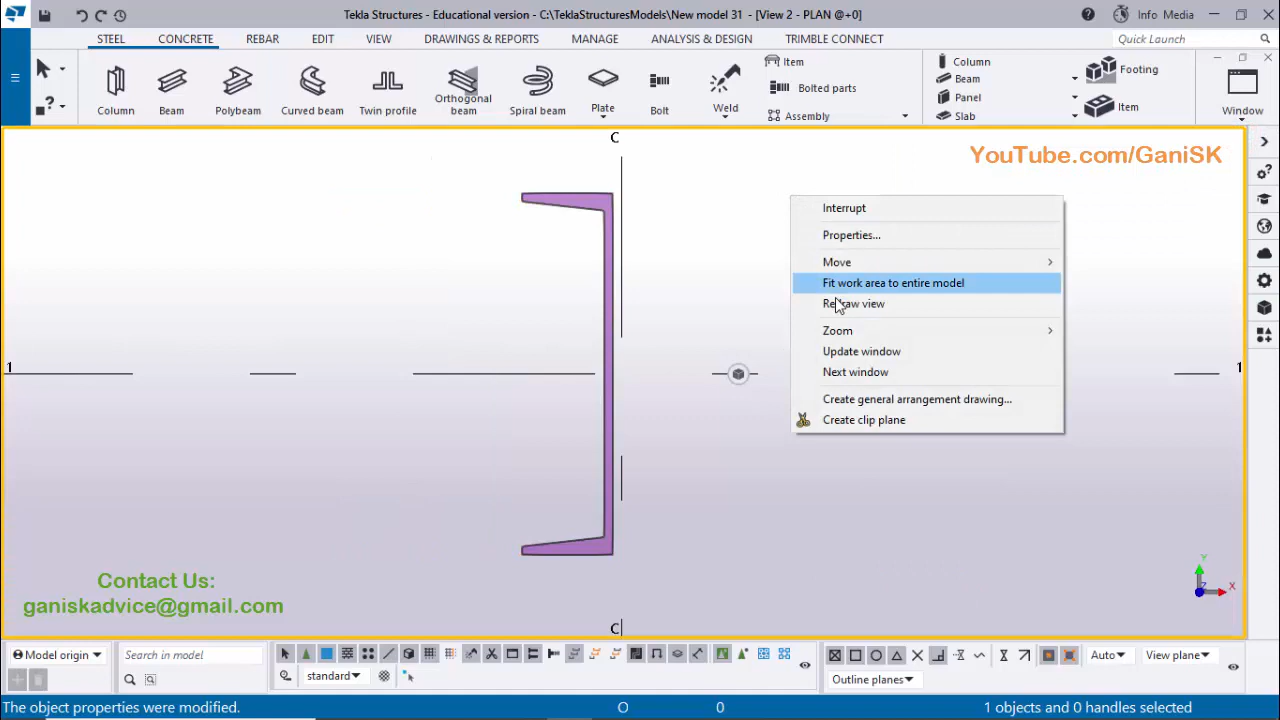 Tekla Structures - Educational version - C:\TeklaStructuresModels\New model 31 - [View 2 - PLAN @+0]
Info Media
STEEL CONCRETE REBAR EDIT VIEW DRAWINGS & REPORTS MANAGE ANALYSIS & DESIGN TRIMBLE CONNECT
Quick Launch
Column
Beam
Polybeam
Curved beam
Twin profile
Orthogonal
beam
Spiral beam
Plate
Bolt
Weld
Item
Bolted parts
Assembly
Column
Beam
Panel
Slab
Footing
Item
Window
C
YouTube.com/GaniSK
Interrupt
Properties...
Move
Fit work area to entire model
Redraw view
Zoom
Update window
Next window
Create general arrangement drawing...
Create clip plane
1
1
Contact Us:
ganiskadvice@gmail.com
Y
X
Z
C
Model origin
Search in model
standard
Auto
View plane
Outline planes
The object properties were modified.
O
0
1 objects and 0 handles selected